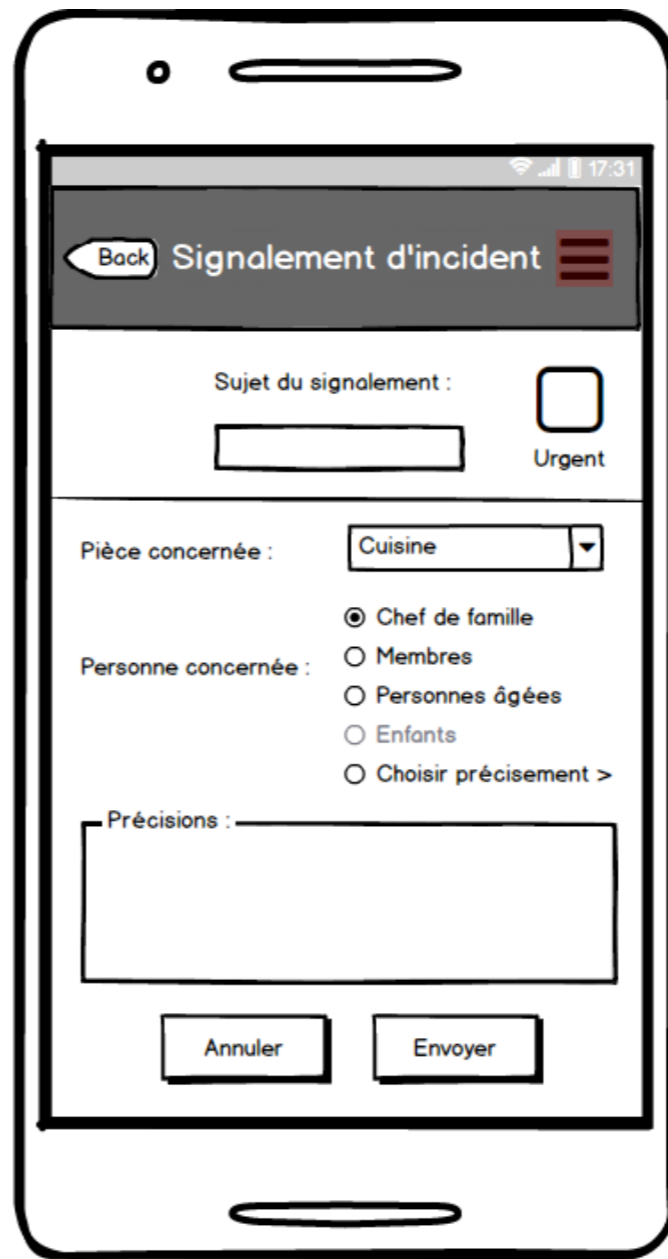 17:31
Back Signalement d'incident
Sujet du signalement :
Urgent
Pièce concernée :
Cuisine
Personne concernée :
Chef de famille
Membres
Personnes âgées
Enfants
Choisir précisement >
Précisions :
Annuler
Envoyer